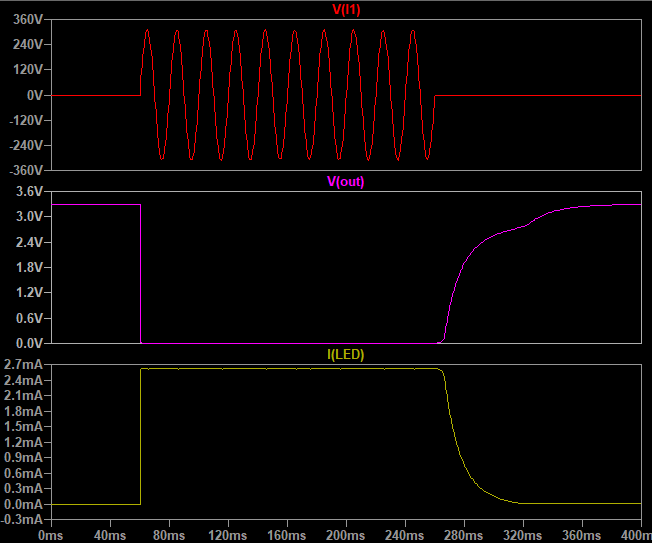 V(l1)
360V
240V
120V
0V
-120V
-240V
-360V
V(out)
3.6V
3.0V
2.4V
1.8V
1.2V
0.6V
0.0V
I(LED)
2.7mA
2.4mA
2.1mA
1.8mA
1.5mA
1.2mA
0.9mA
0.6mA
0.3mA
0.0mA
-0.3mA
0ms 40ms 80ms 120ms 160ms 200ms 240ms 280ms 320ms 360ms 400ms